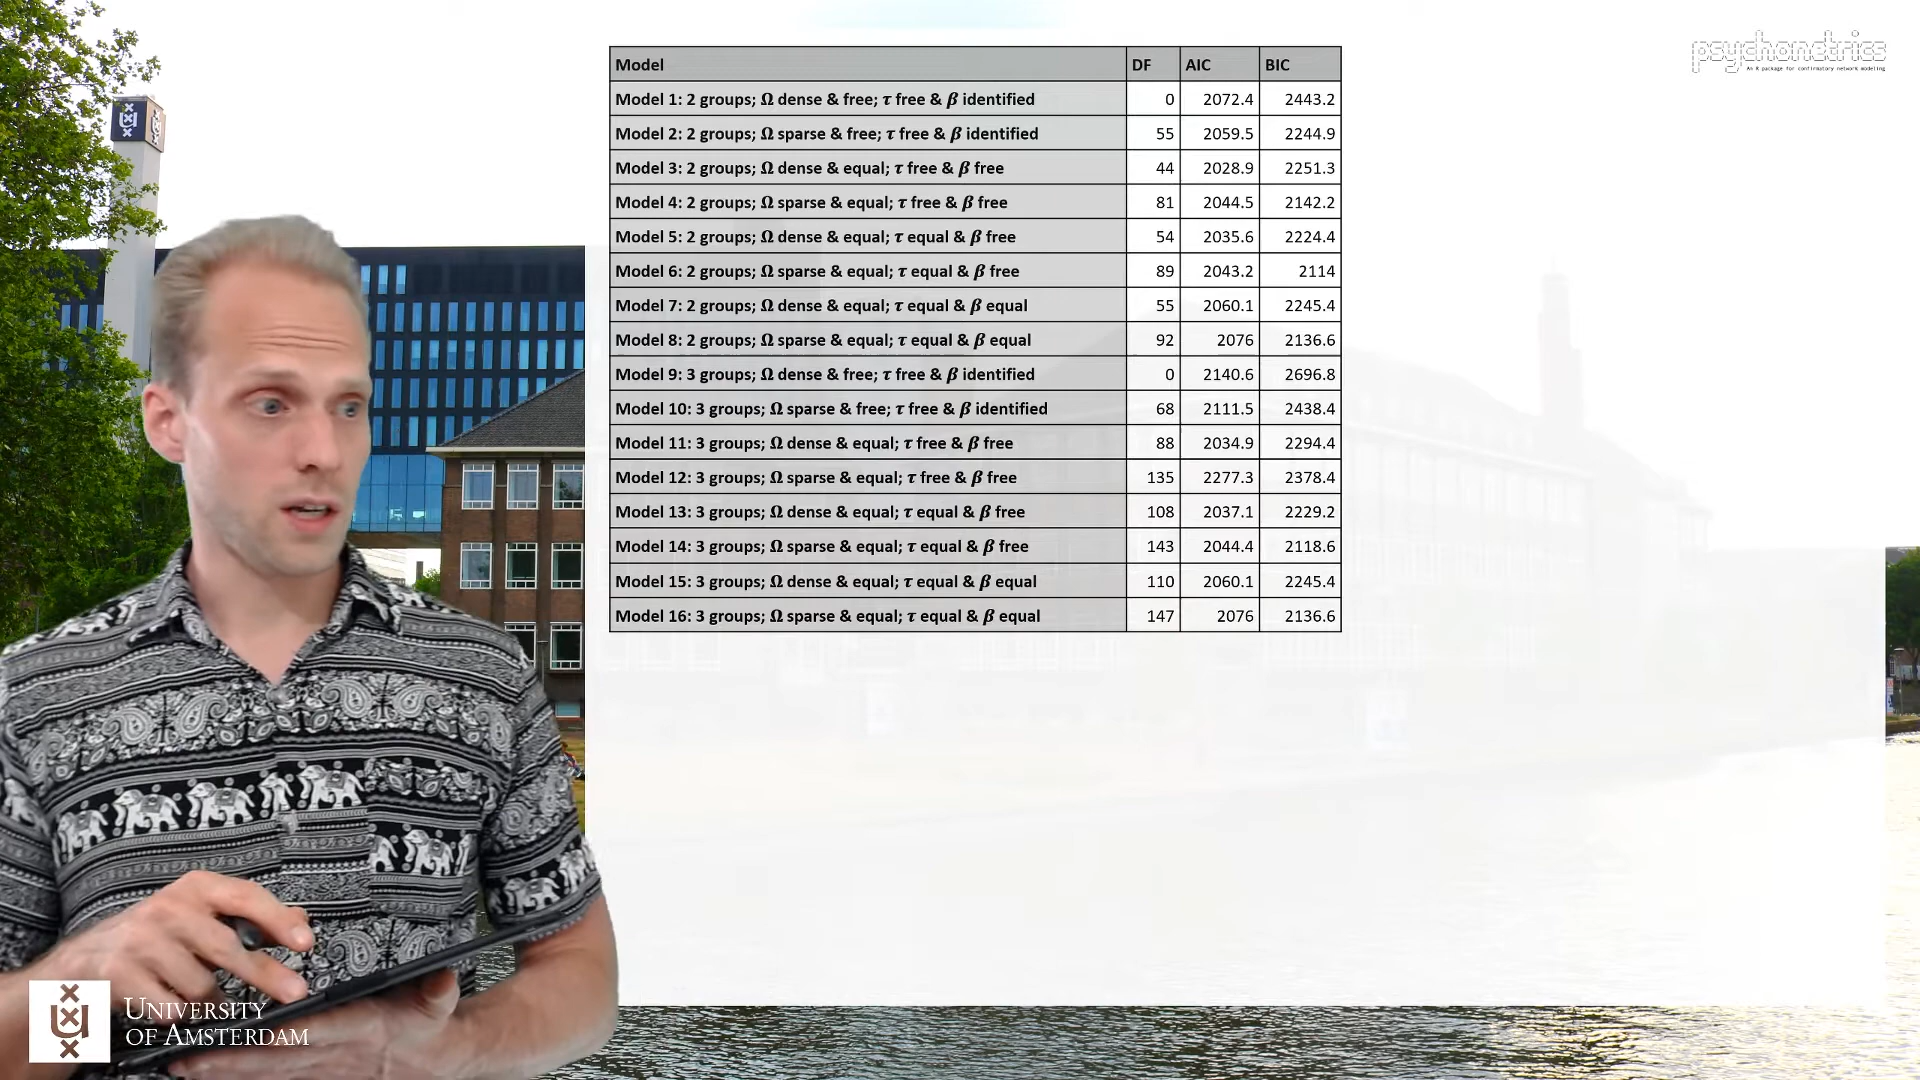 psychonetrics
An R package for confirmatory network modeling
Model DF AIC BIC
Model 1: 2 groups; Ω dense & free; τ free & β identified 0 2072.4 2443.2
Model 2: 2 groups; Ω sparse & free; τ free & β identified 55 2059.5 2244.9
Model 3: 2 groups; Ω dense & equal; τ free & β free 44 2028.9 2251.3
Model 4: 2 groups; Ω sparse & equal; τ free & β free 81 2044.5 2142.2
Model 5: 2 groups; Ω dense & equal; τ equal & β free 54 2035.6 2224.4
Model 6: 2 groups; Ω sparse & equal; τ equal & β free 89 2043.2 2114
Model 7: 2 groups; Ω dense & equal; τ equal & β equal 55 2060.1 2245.4
Model 8: 2 groups; Ω sparse & equal; τ equal & β equal 92 2076 2136.6
Model 9: 3 groups; Ω dense & free; τ free & β identified 0 2140.6 2696.8
Model 10: 3 groups; Ω sparse & free; τ free & β identified 68 2111.5 2438.4
Model 11: 3 groups; Ω dense & equal; τ free & β free 88 2034.9 2294.4
Model 12: 3 groups; Ω sparse & equal; τ free & β free 135 2277.3 2378.4
Model 13: 3 groups; Ω dense & equal; τ equal & β free 108 2037.1 2229.2
Model 14: 3 groups; Ω sparse & equal; τ equal & β free 143 2044.4 2118.6
Model 15: 3 groups; Ω dense & equal; τ equal & β equal 110 2060.1 2245.4
Model 16: 3 groups; Ω sparse & equal; τ equal & β equal 147 2076 2136.6
UNIVERSITY
OF AMSTERDAM